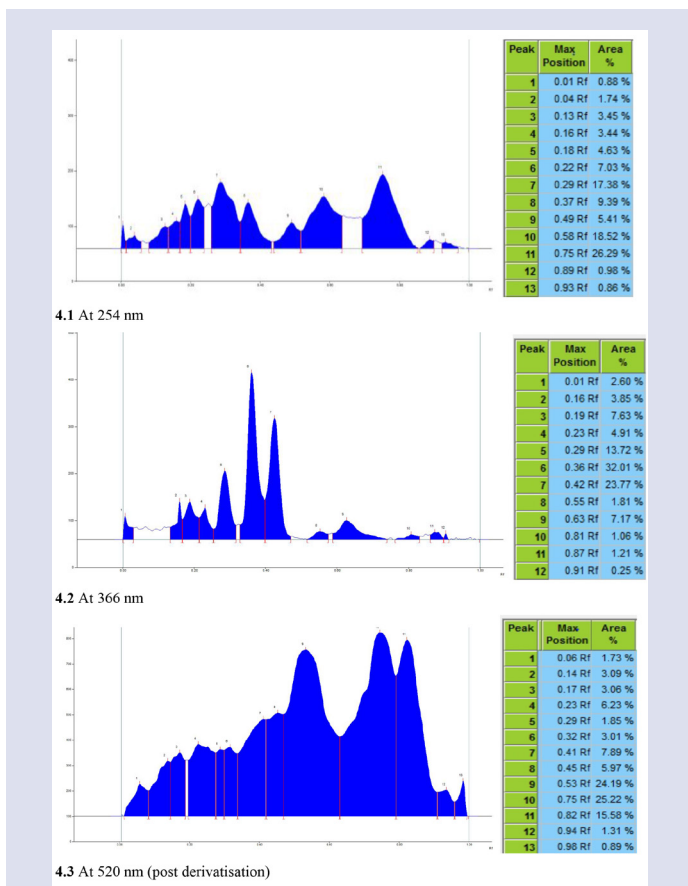 Peak Max Position Area %
1 0.01 Rf 0.88 %
2 0.04 Rf 1.74 %
3 0.13 Rf 3.45 %
4 0.16 Rf 3.44 %
5 0.18 Rf 4.63 %
6 0.22 Rf 7.03 %
7 0.29 Rf 17.38 %
8 0.37 Rf 9.39 %
9 0.49 Rf 5.41 %
10 0.58 Rf 18.52 %
11 0.75 Rf 26.29 %
12 0.89 Rf 0.98 %
13 0.93 Rf 0.86 %
4.1 At 254 nm
Peak Max Position Area %
1 0.01 Rf 2.60 %
2 0.16 Rf 3.85 %
3 0.19 Rf 7.63 %
4 0.23 Rf 4.91 %
5 0.29 Rf 13.72 %
6 0.36 Rf 32.01 %
7 0.42 Rf 23.77 %
8 0.55 Rf 1.81 %
9 0.63 Rf 7.17 %
10 0.81 Rf 1.06 %
11 0.87 Rf 1.21 %
12 0.91 Rf 0.25 %
4.2 At 366 nm
Peak Max Position Area %
1 0.06 Rf 1.73 %
2 0.14 Rf 3.09 %
3 0.17 Rf 3.06 %
4 0.23 Rf 6.23 %
5 0.29 Rf 1.85 %
6 0.32 Rf 3.01 %
7 0.41 Rf 7.89 %
8 0.45 Rf 5.97 %
9 0.53 Rf 24.19 %
10 0.75 Rf 25.22 %
11 0.82 Rf 15.58 %
12 0.94 Rf 1.31 %
13 0.98 Rf 0.89 %
4.3 At 520 nm (post derivatisation)